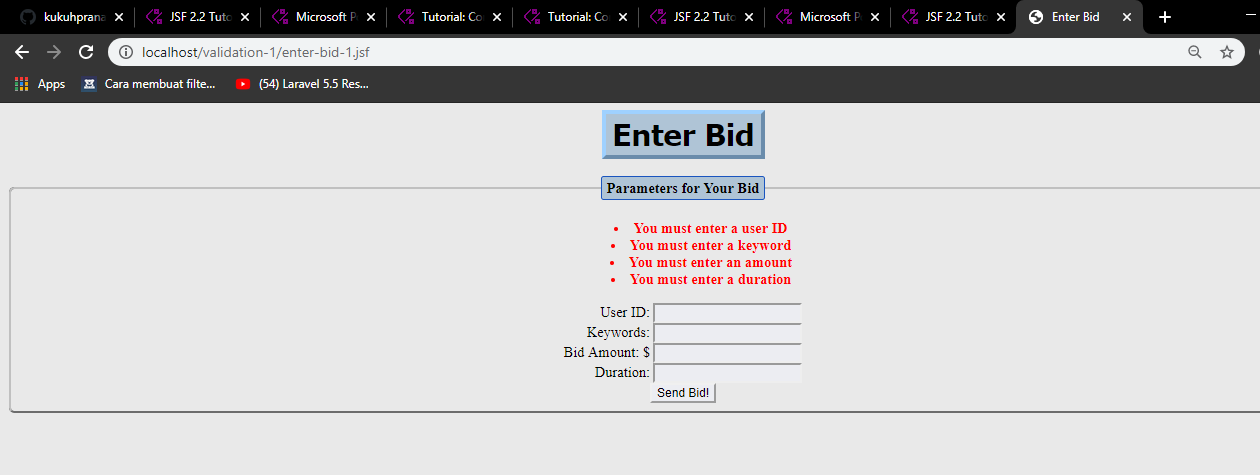 kukuhprana
JSF 2.2 Tuto
Microsoft P
Tutorial: Co
Tutorial: Co
JSF 2.2 Tuto
Microsoft P
JSF 2.2 Tuto
Enter Bid
localhost/validation-1/enter-bid-1.jsf
Apps
Cara membuat filte...
(54) Laravel 5.5 Res...
Enter Bid
Parameters for Your Bid
• You must enter a user ID
• You must enter a keyword
• You must enter an amount
• You must enter a duration
User ID:
Keywords:
Bid Amount: $
Duration:
Send Bid!